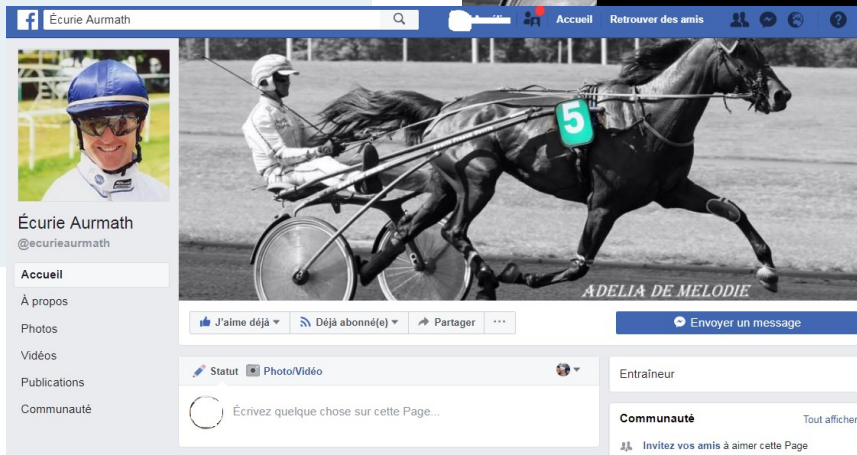 Écurie Aurmath
Accueil
Retrouver des amis
5
ADELIA DE MELODIE
Écurie Aurmath
@ecurieaurmath
Accueil
À propos
Photos
Vidéos
Publications
Communauté
J'aime déjà
Déjà abonné(e)
Partager
Envoyer un message
Statut
Photo/Vidéo
Écrivez quelque chose sur cette Page...
Entraîneur
Communauté
Tout afficher
Invitez vos amis à aimer cette Page